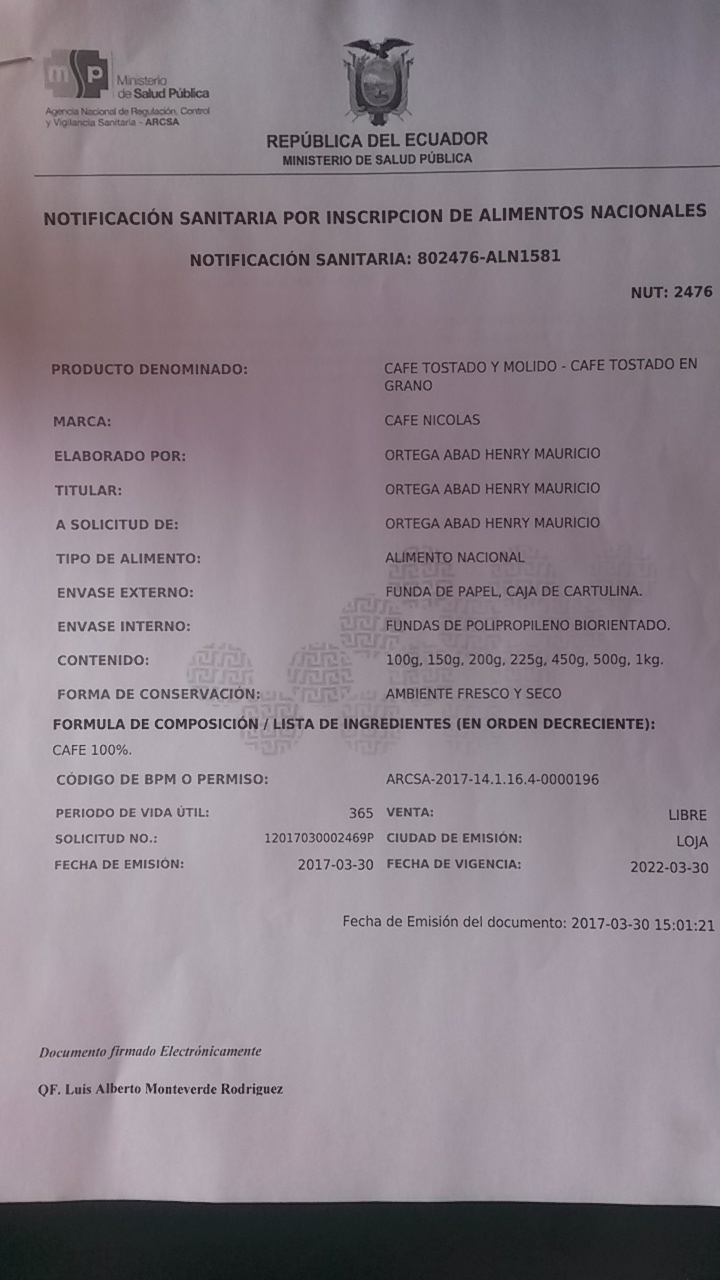 msp
Ministerio
de Salud Pública
Agencia Nacional de Regulación, Control
y Vigilancia Sanitaria - ARCSA
REPÚBLICA DEL ECUADOR
MINISTERIO DE SALUD PÚBLICA
NOTIFICACIÓN SANITARIA POR INSCRIPCION DE ALIMENTOS NACIONALES
NOTIFICACIÓN SANITARIA: 802476-ALN1581
NUT: 2476
PRODUCTO DENOMINADO: CAFE TOSTADO Y MOLIDO - CAFE TOSTADO EN
GRANO
MARCA: CAFE NICOLAS
ELABORADO POR: ORTEGA ABAD HENRY MAURICIO
TITULAR: ORTEGA ABAD HENRY MAURICIO
A SOLICITUD DE: ORTEGA ABAD HENRY MAURICIO
TIPO DE ALIMENTO: ALIMENTO NACIONAL
ENVASE EXTERNO: FUNDA DE PAPEL, CAJA DE CARTULINA.
ENVASE INTERNO: FUNDAS DE POLIPROPILENO BIORIENTADO.
CONTENIDO: 100g, 150g, 200g, 225g, 450g, 500g, 1kg.
FORMA DE CONSERVACIÓN: AMBIENTE FRESCO Y SECO
FORMULA DE COMPOSICIÓN / LISTA DE INGREDIENTES (EN ORDEN DECRECIENTE):
CAFE 100%.
CÓDIGO DE BPM O PERMISO: ARCSA-2017-14.1.16.4-0000196
PERIODO DE VIDA ÚTIL: 365 VENTA: LIBRE
SOLICITUD NO.: 12017030002469P CIUDAD DE EMISIÓN: LOJA
FECHA DE EMISIÓN: 2017-03-30 FECHA DE VIGENCIA: 2022-03-30
Fecha de Emisión del documento: 2017-03-30 15:01:21
Documento firmado Electrónicamente
QF. Luis Alberto Monteverde Rodriguez